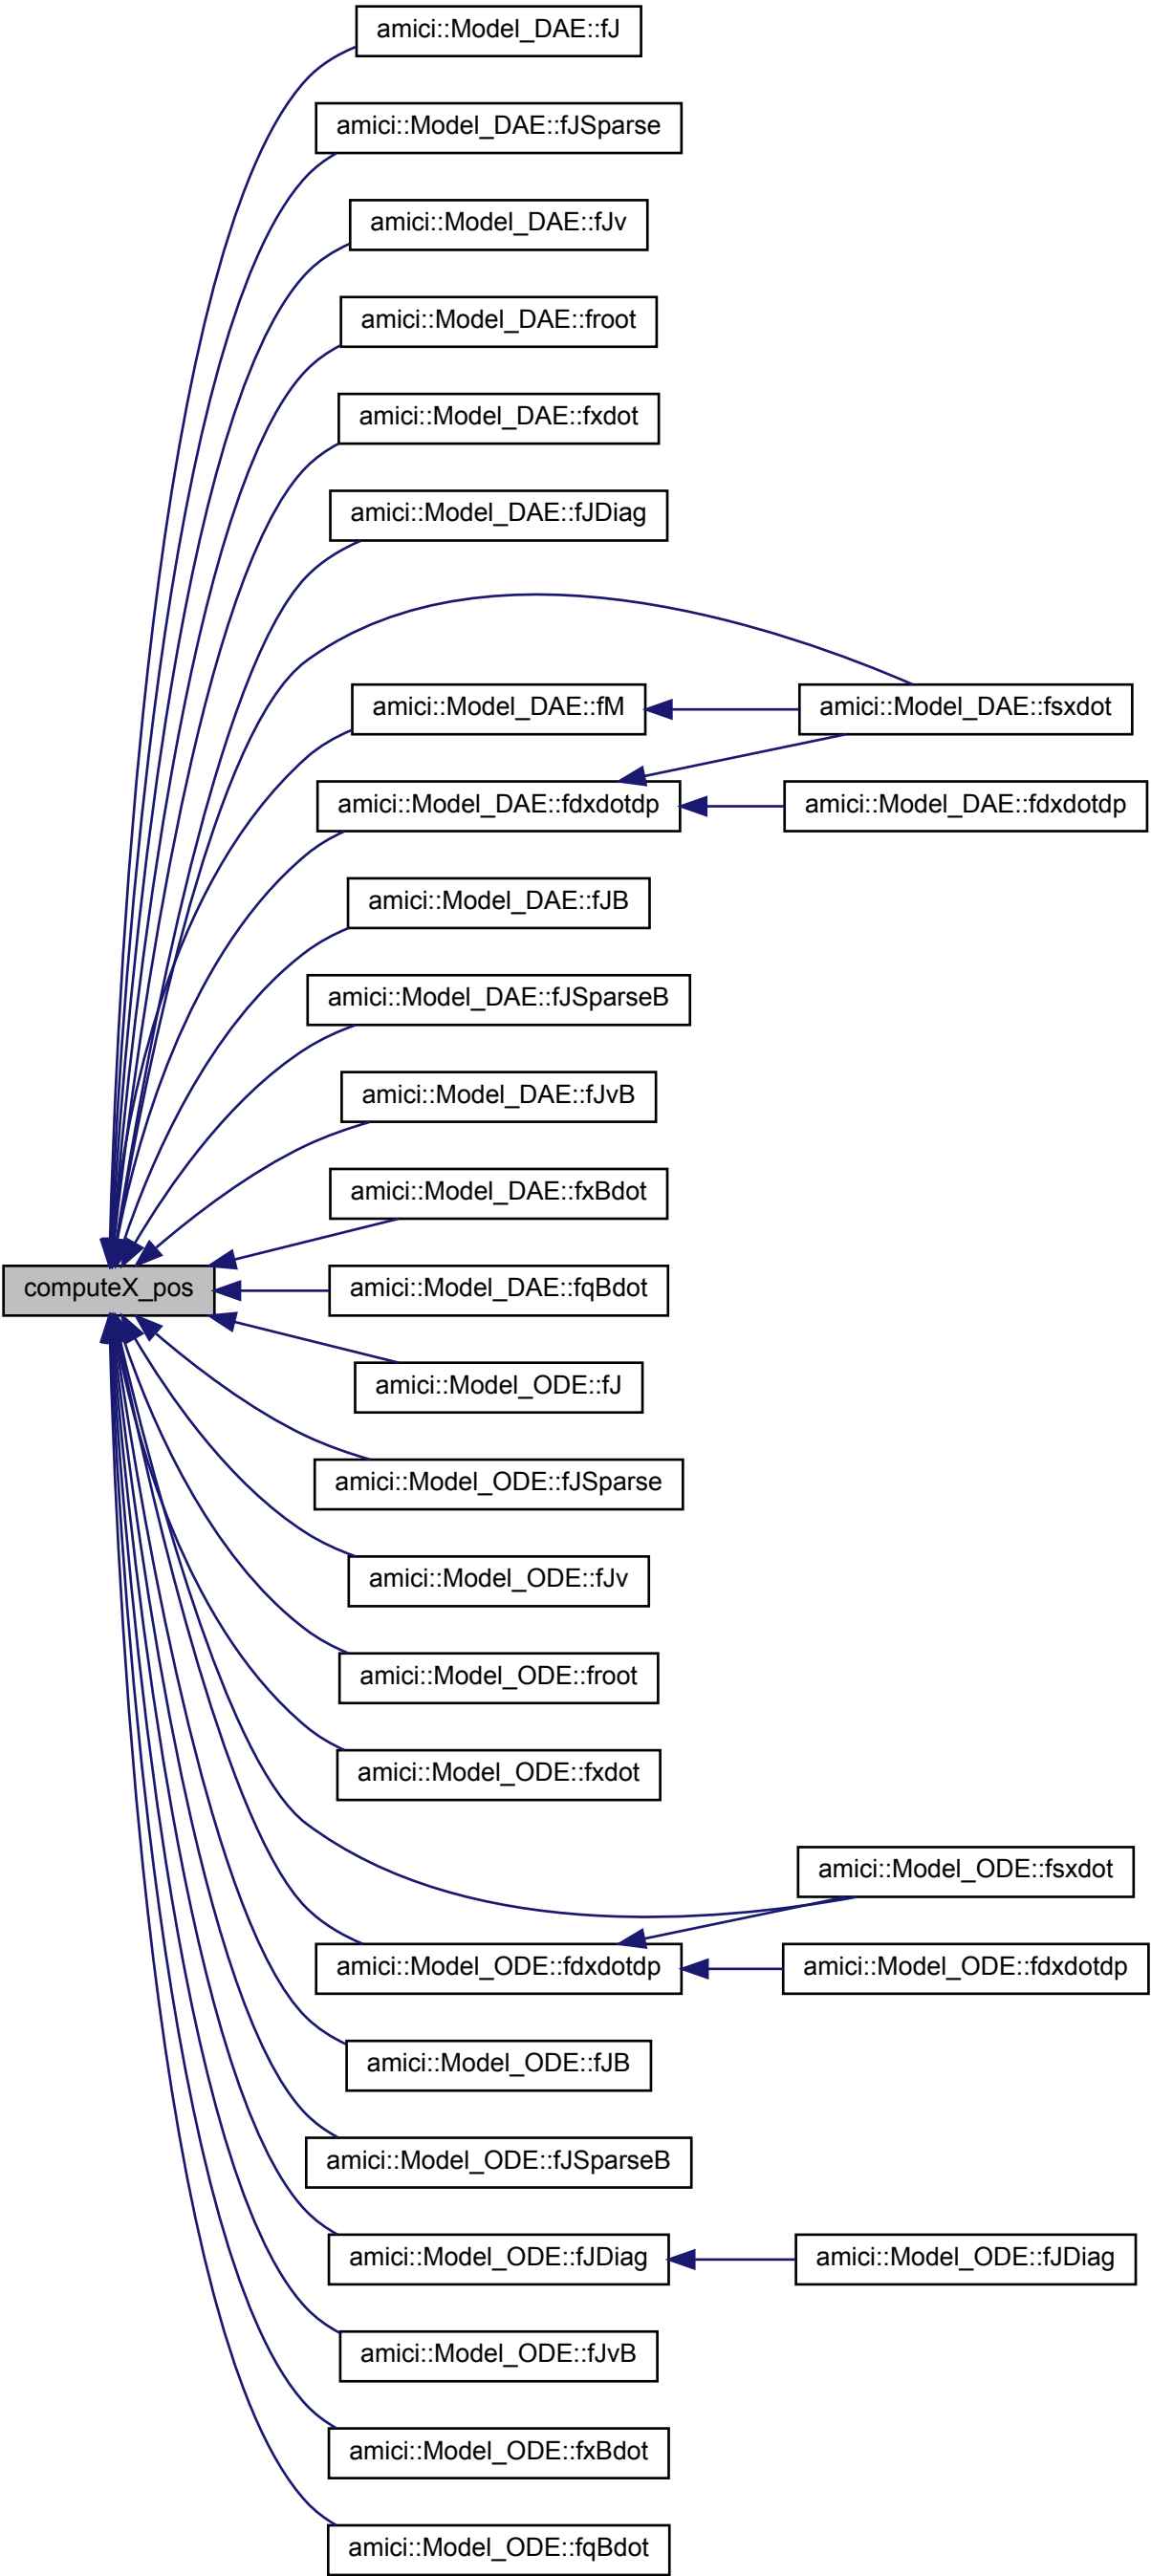 amici::Model_DAE::fJ
amici::Model_DAE::fJSparse
amici::Model_DAE::fJv
amici::Model_DAE::froot
amici::Model_DAE::fxdot
amici::Model_DAE::fJDiag
amici::Model_DAE::fM
amici::Model_DAE::fsxdot
amici::Model_DAE::fdxdotdp
amici::Model_DAE::fdxdotdp
amici::Model_DAE::fJB
amici::Model_DAE::fJSparseB
amici::Model_DAE::fJvB
amici::Model_DAE::fxBdot
computeX_pos
amici::Model_DAE::fqBdot
amici::Model_ODE::fJ
amici::Model_ODE::fJSparse
amici::Model_ODE::fJv
amici::Model_ODE::froot
amici::Model_ODE::fxdot
amici::Model_ODE::fsxdot
amici::Model_ODE::fdxdotdp
amici::Model_ODE::fdxdotdp
amici::Model_ODE::fJB
amici::Model_ODE::fJSparseB
amici::Model_ODE::fJDiag
amici::Model_ODE::fJDiag
amici::Model_ODE::fJvB
amici::Model_ODE::fxBdot
amici::Model_ODE::fqBdot